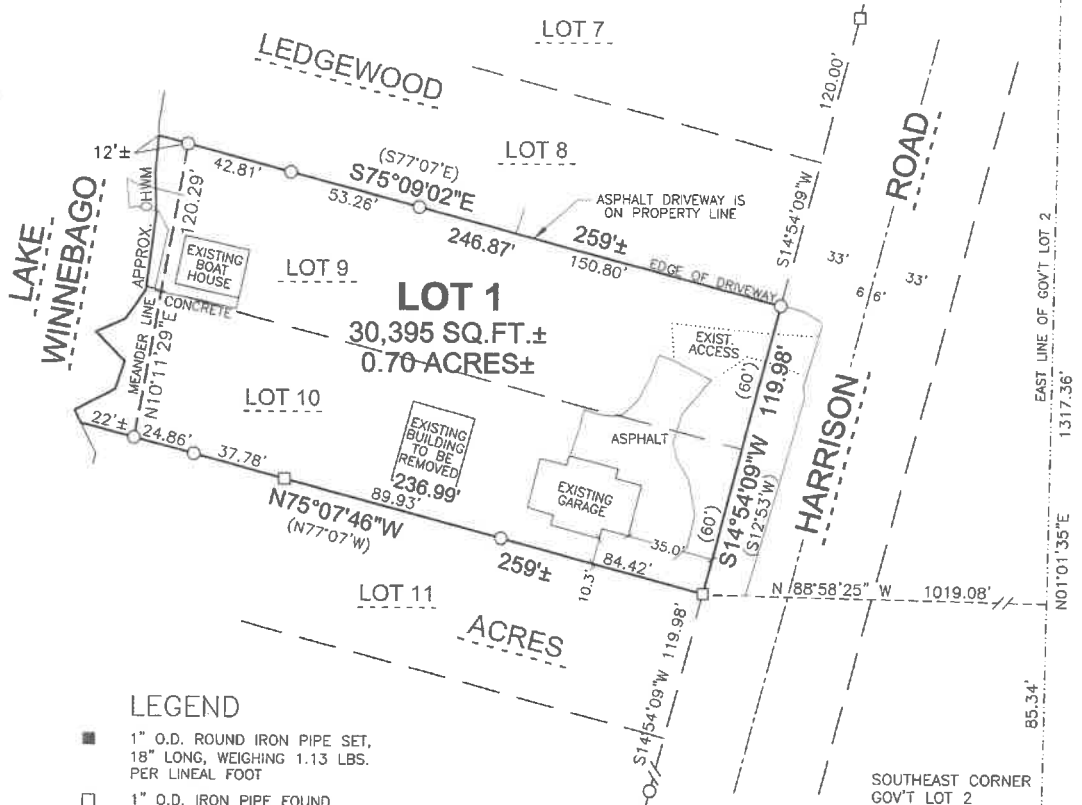 LOT 7
LEDGEWOOD
120.00'
12'±
42.81'
(S77°07'E)
LOT 8
S75°09'02"E
53.26'
ASPHALT DRIVEWAY IS
ON PROPERTY LINE
246.87'
259'±
150.80'
EDGE OF DRIVEWAY
S14°54'09"W
ROAD
33'
33'
6
6'
EAST LINE OF GOV'T LOT 2
1317.36'
N01°01'35"E
LAKE
WINNEBAGO
APPROX. OHWM
120.29'
EXISTING
BOAT
HOUSE
LOT 9
CONCRETE
MEANDER LINE
N10°11'29"E
LOT 1
30,395 SQ.FT.±
0.70 ACRES±
EXIST.
ACCESS
(60')
119.98'
LOT 10
22'±
24.86'
37.78'
EXISTING
BUILDING
TO BE
REMOVED
236.99'
ASPHALT
EXISTING
GARAGE
HARRISON
S14°54'09"W
(S12°53'W)
(60')
N75°07'46"W
(N77°07'W)
89.93'
259'±
10.3'
35.0'
84.42'
N 88°58'25" W 1019.08'
LOT 11
ACRES
S14°54'09"W 119.98'
85.34'
LEGEND
1" O.D. ROUND IRON PIPE SET,
18" LONG, WEIGHING 1.13 LBS.
PER LINEAL FOOT
1" O.D. IRON PIPE FOUND
SOUTHEAST CORNER
GOV'T LOT 2